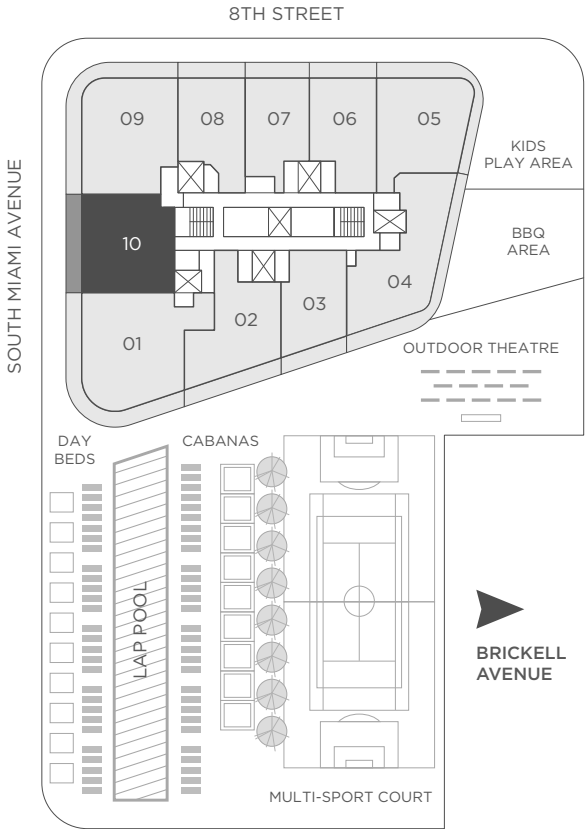 8TH STREET
09
08
07
06
05
KIDS
PLAY AREA
SOUTH MIAMI AVENUE
10
BBQ
AREA
04
03
02
01
OUTDOOR THEATRE
DAY
BEDS
CABANAS
LAP POOL
BRICKELL
AVENUE
MULTI-SPORT COURT